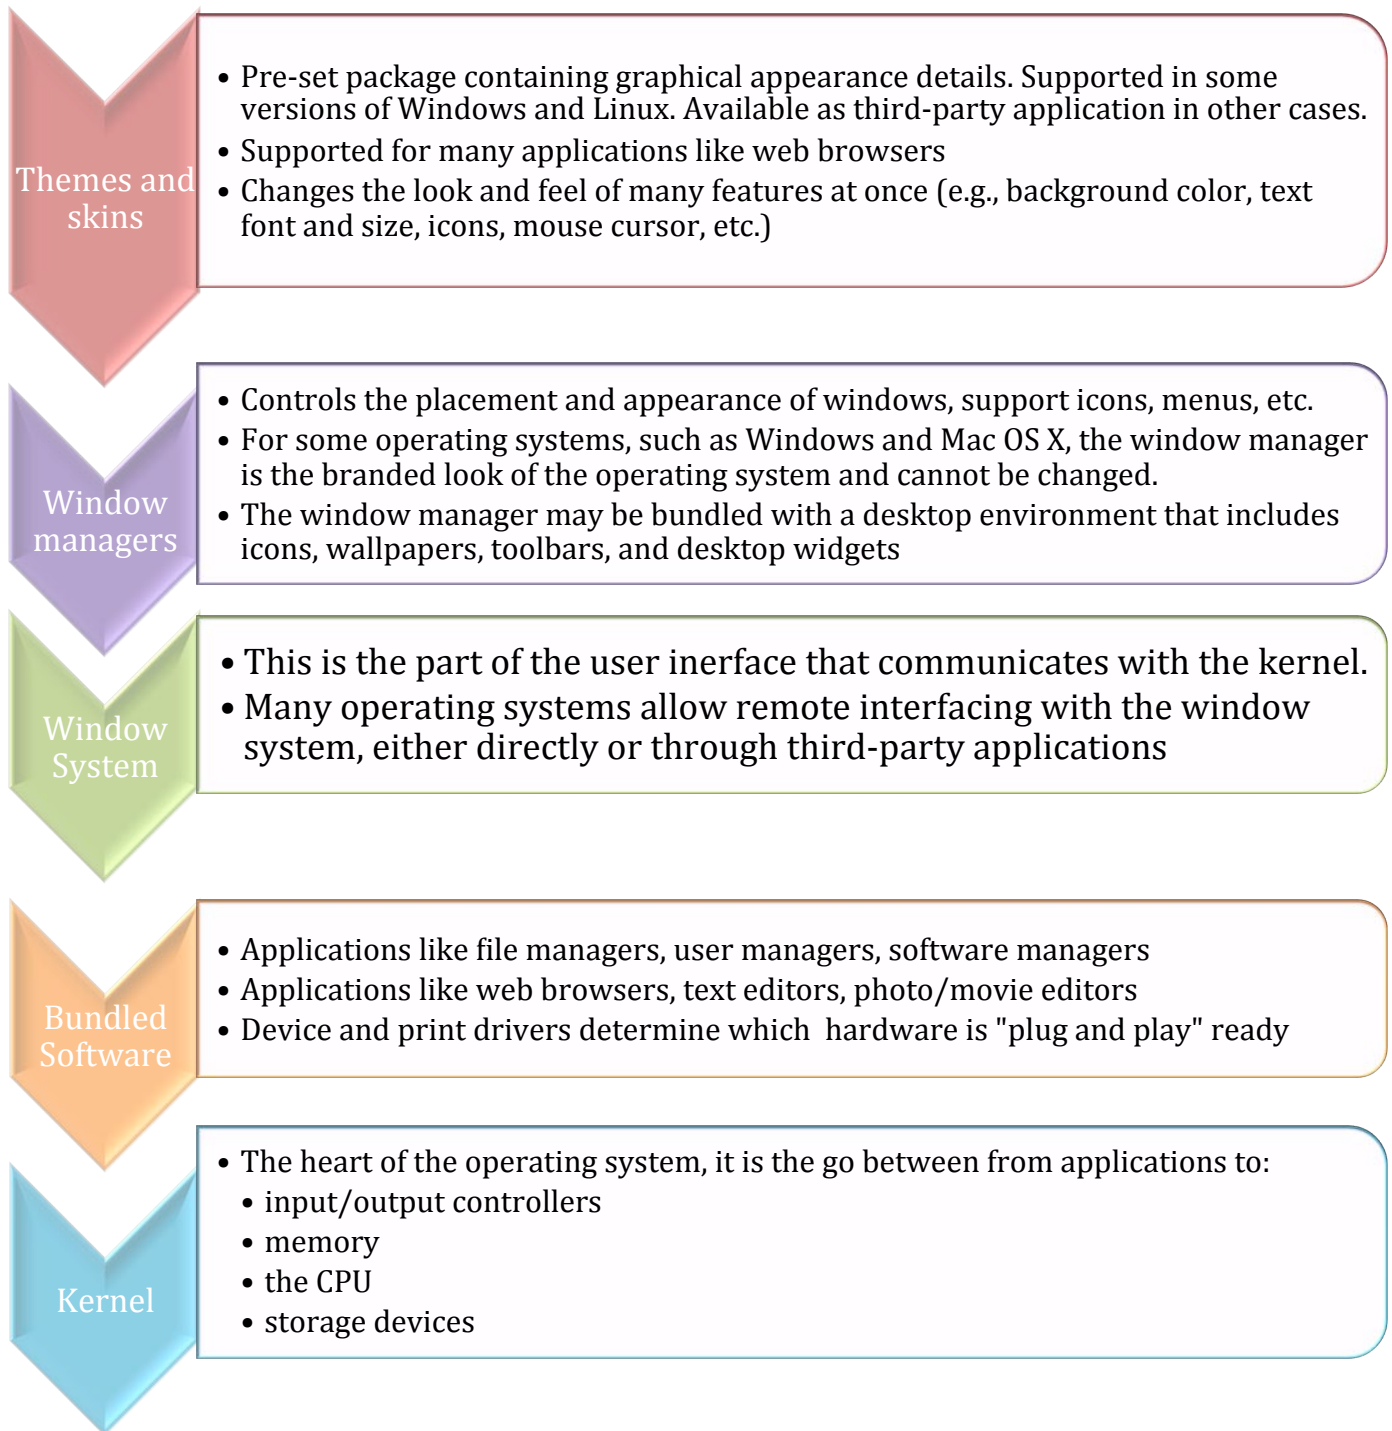 Themes and
skins
• Pre-set package containing graphical appearance details. Supported in some
versions of Windows and Linux. Available as third-party application in other cases.
• Supported for many applications like web browsers
• Changes the look and feel of many features at once (e.g., background color, text
font and size, icons, mouse cursor, etc.)
Window
managers
• Controls the placement and appearance of windows, support icons, menus, etc.
• For some operating systems, such as Windows and Mac OS X, the window manager
is the branded look of the operating system and cannot be changed.
• The window manager may be bundled with a desktop environment that includes
icons, wallpapers, toolbars, and desktop widgets
Window
System
• This is the part of the user inerface that communicates with the kernel.
• Many operating systems allow remote interfacing with the window
system, either directly or through third-party applications
Bundled
Software
• Applications like file managers, user managers, software managers
• Applications like web browsers, text editors, photo/movie editors
• Device and print drivers determine which  hardware is "plug and play" ready
Kernel
• The heart of the operating system, it is the go between from applications to:
• input/output controllers
• memory
• the CPU
• storage devices